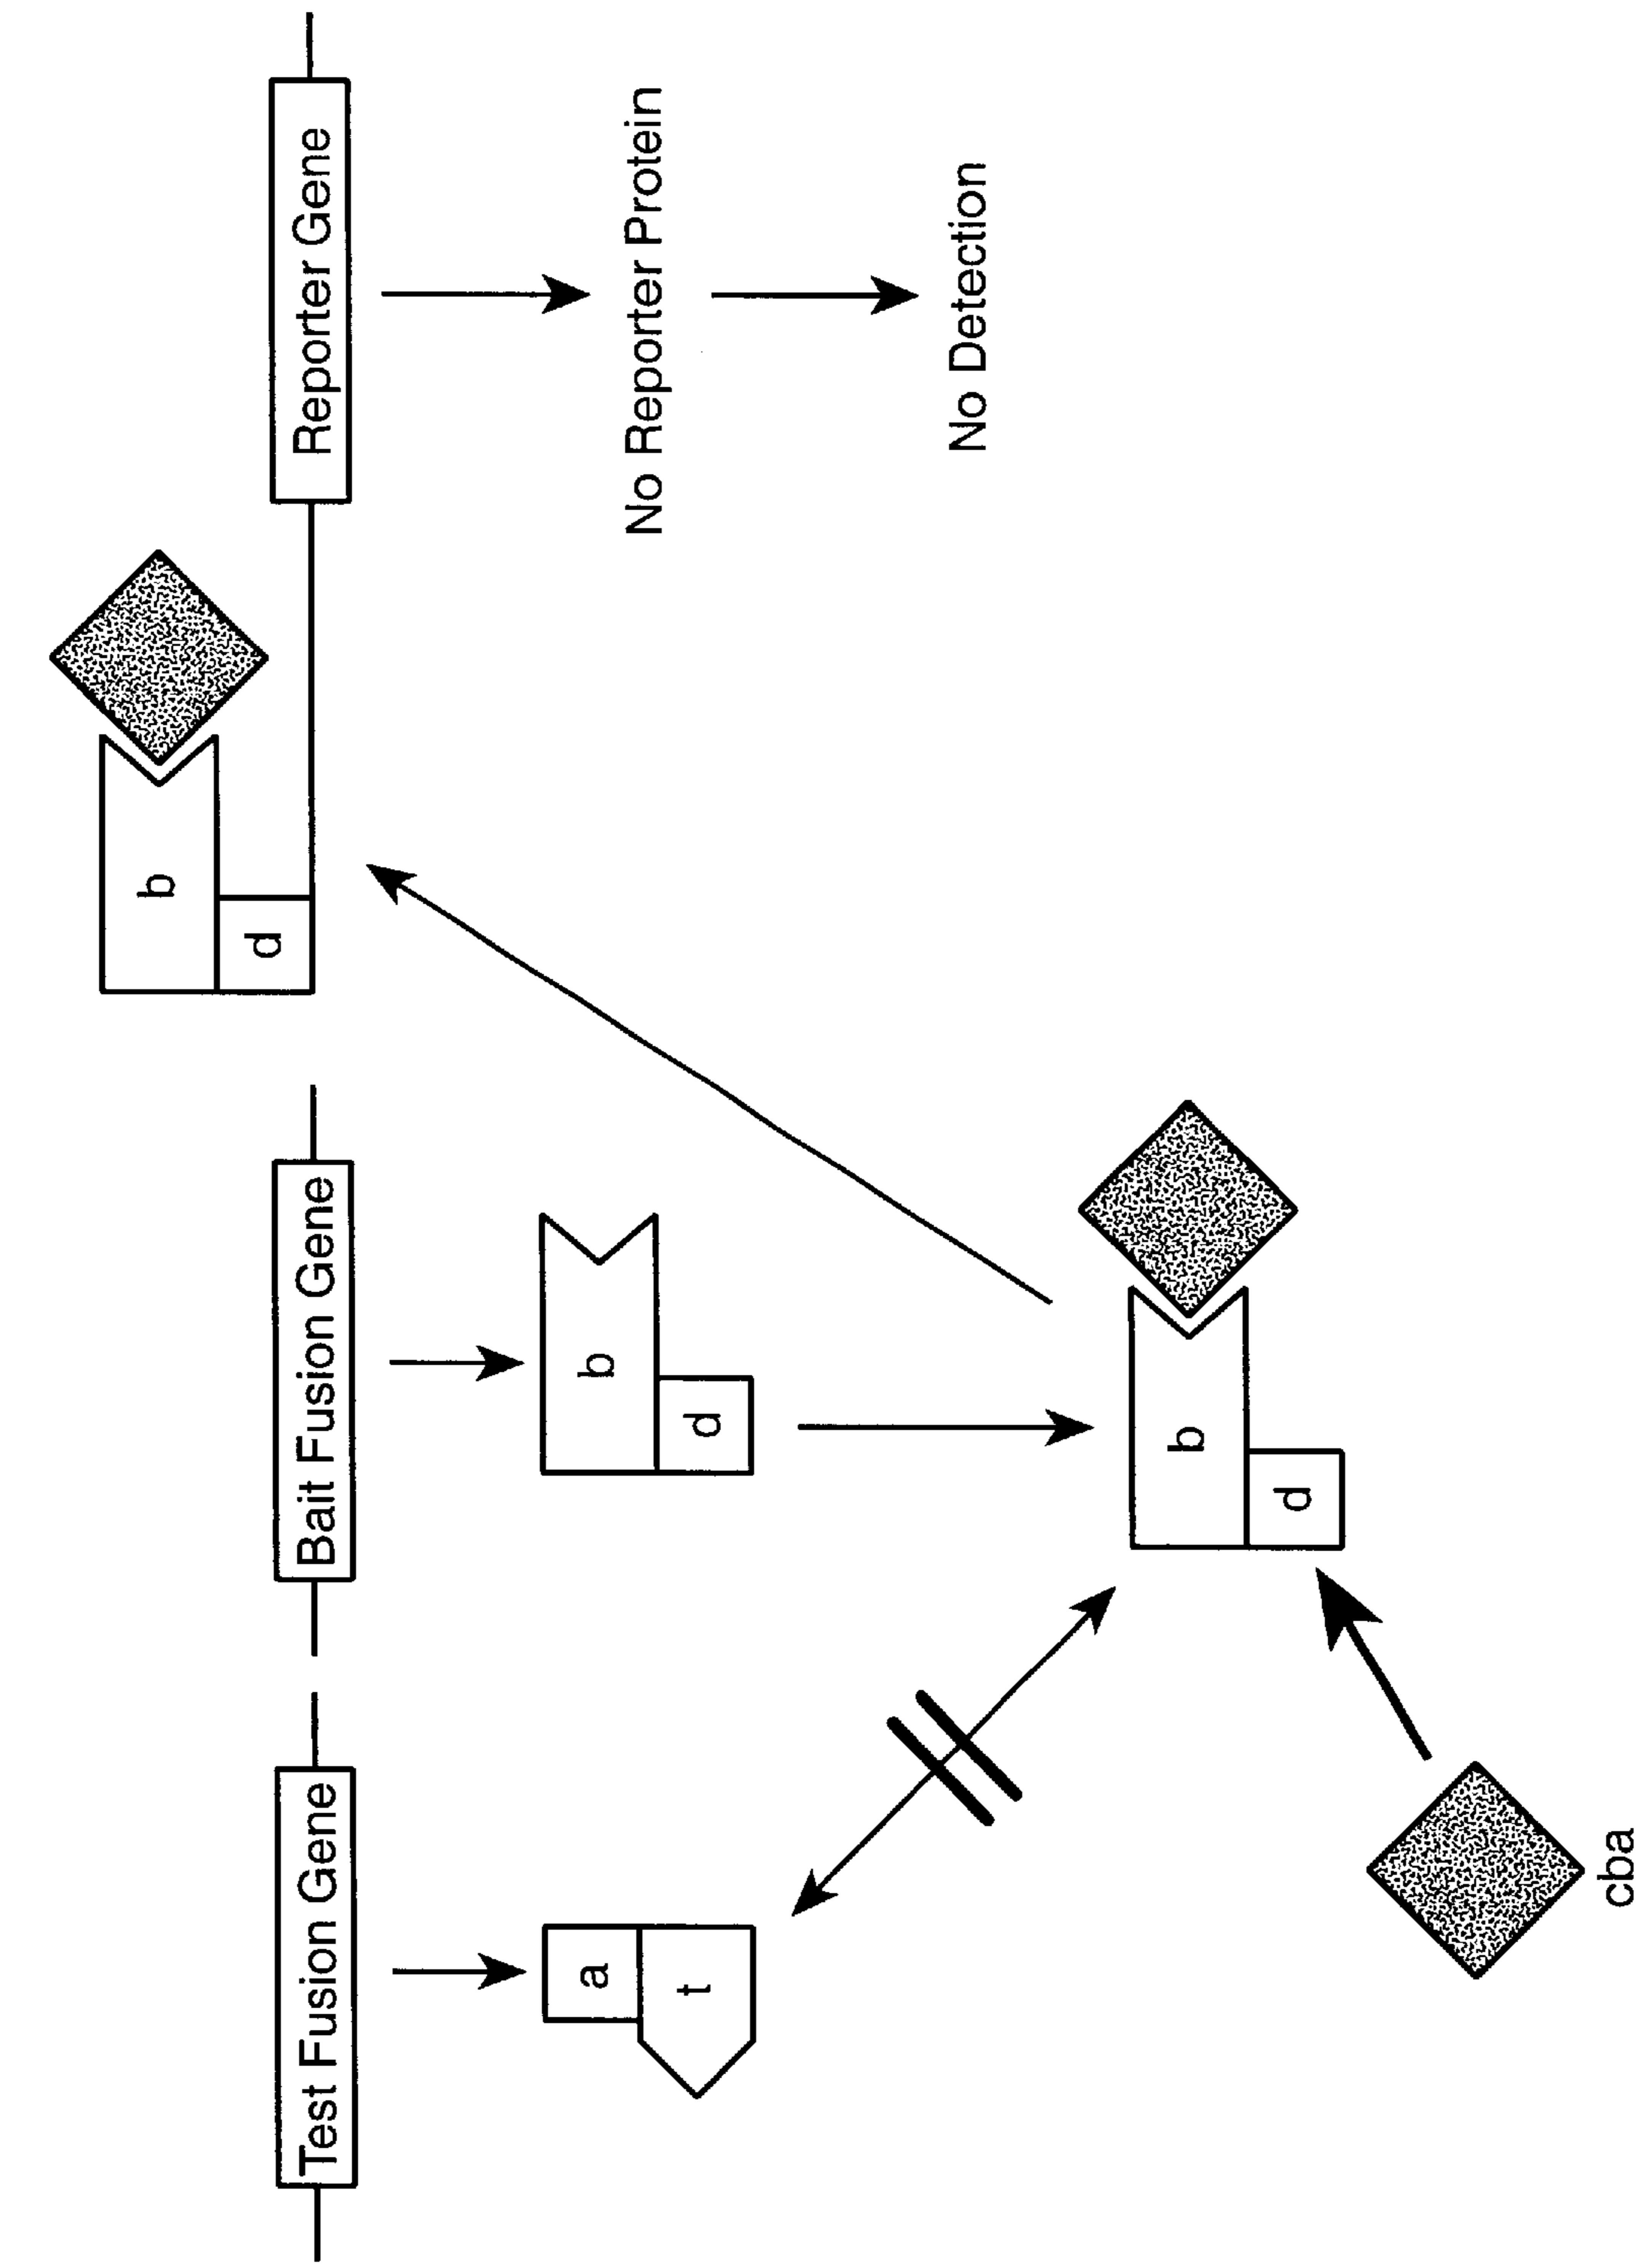 Test Fusion Gene
Bait Fusion Gene
Reporter Gene
a
t
b
d
b
d
b
d
cba
No Reporter Protein
No Detection